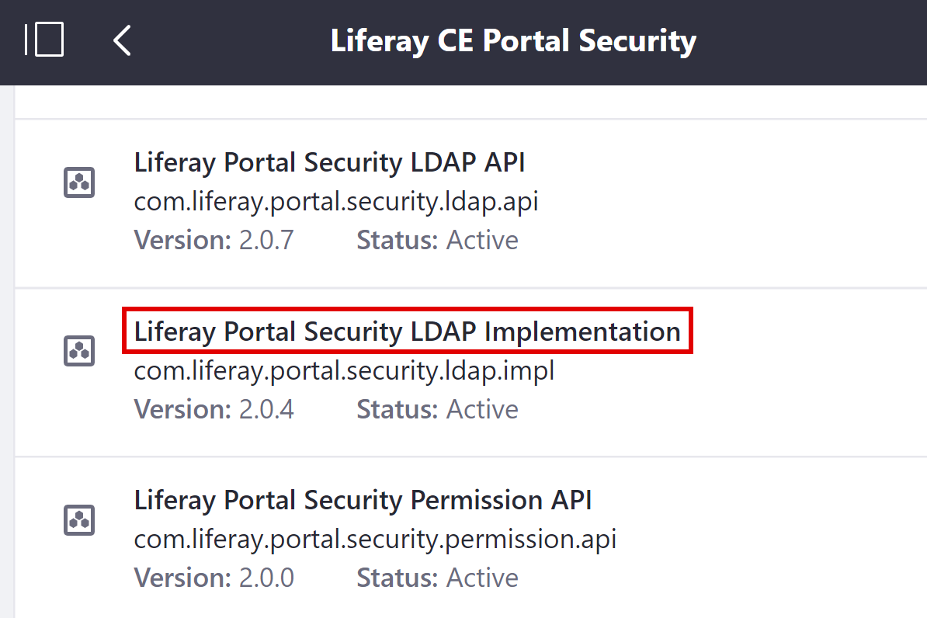 Liferay CE Portal Security
Liferay Portal Security LDAP API
com.liferay.portal.security.ldap.api
Version: 2.0.7 Status: Active
Liferay Portal Security LDAP Implementation
com.liferay.portal.security.ldap.impl
Version: 2.0.4 Status: Active
Liferay Portal Security Permission API
com.liferay.portal.security.permission.api
Version: 2.0.0 Status: Active